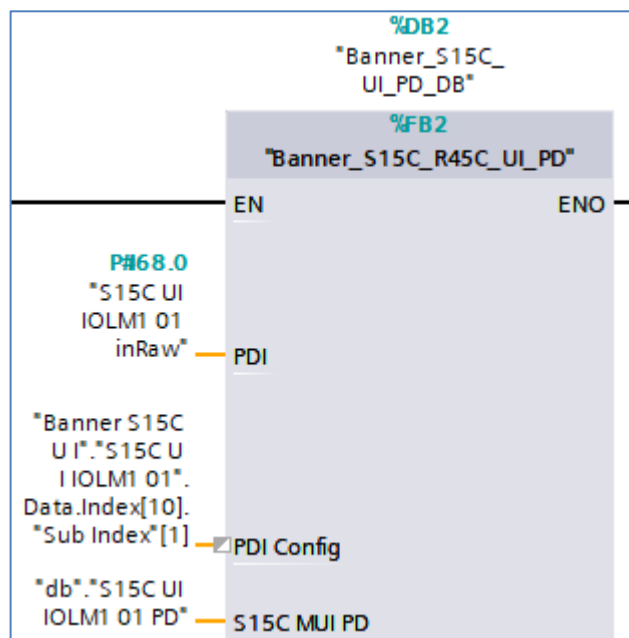 %DB2
"Banner_S15C_
UI_PD_DB"
%FB2
"Banner_S15C_R45C_UI_PD"
EN
ENO
P#I68.0
"S15C UI
IOLM1 01
inRaw"
PDI
"Banner S15C
U I"."S15C U
I IOLM1 01".
Data.Index[10].
"Sub Index"[1]
PDI Config
"db"."S15C UI
IOLM1 01 PD"
S15C MUI PD